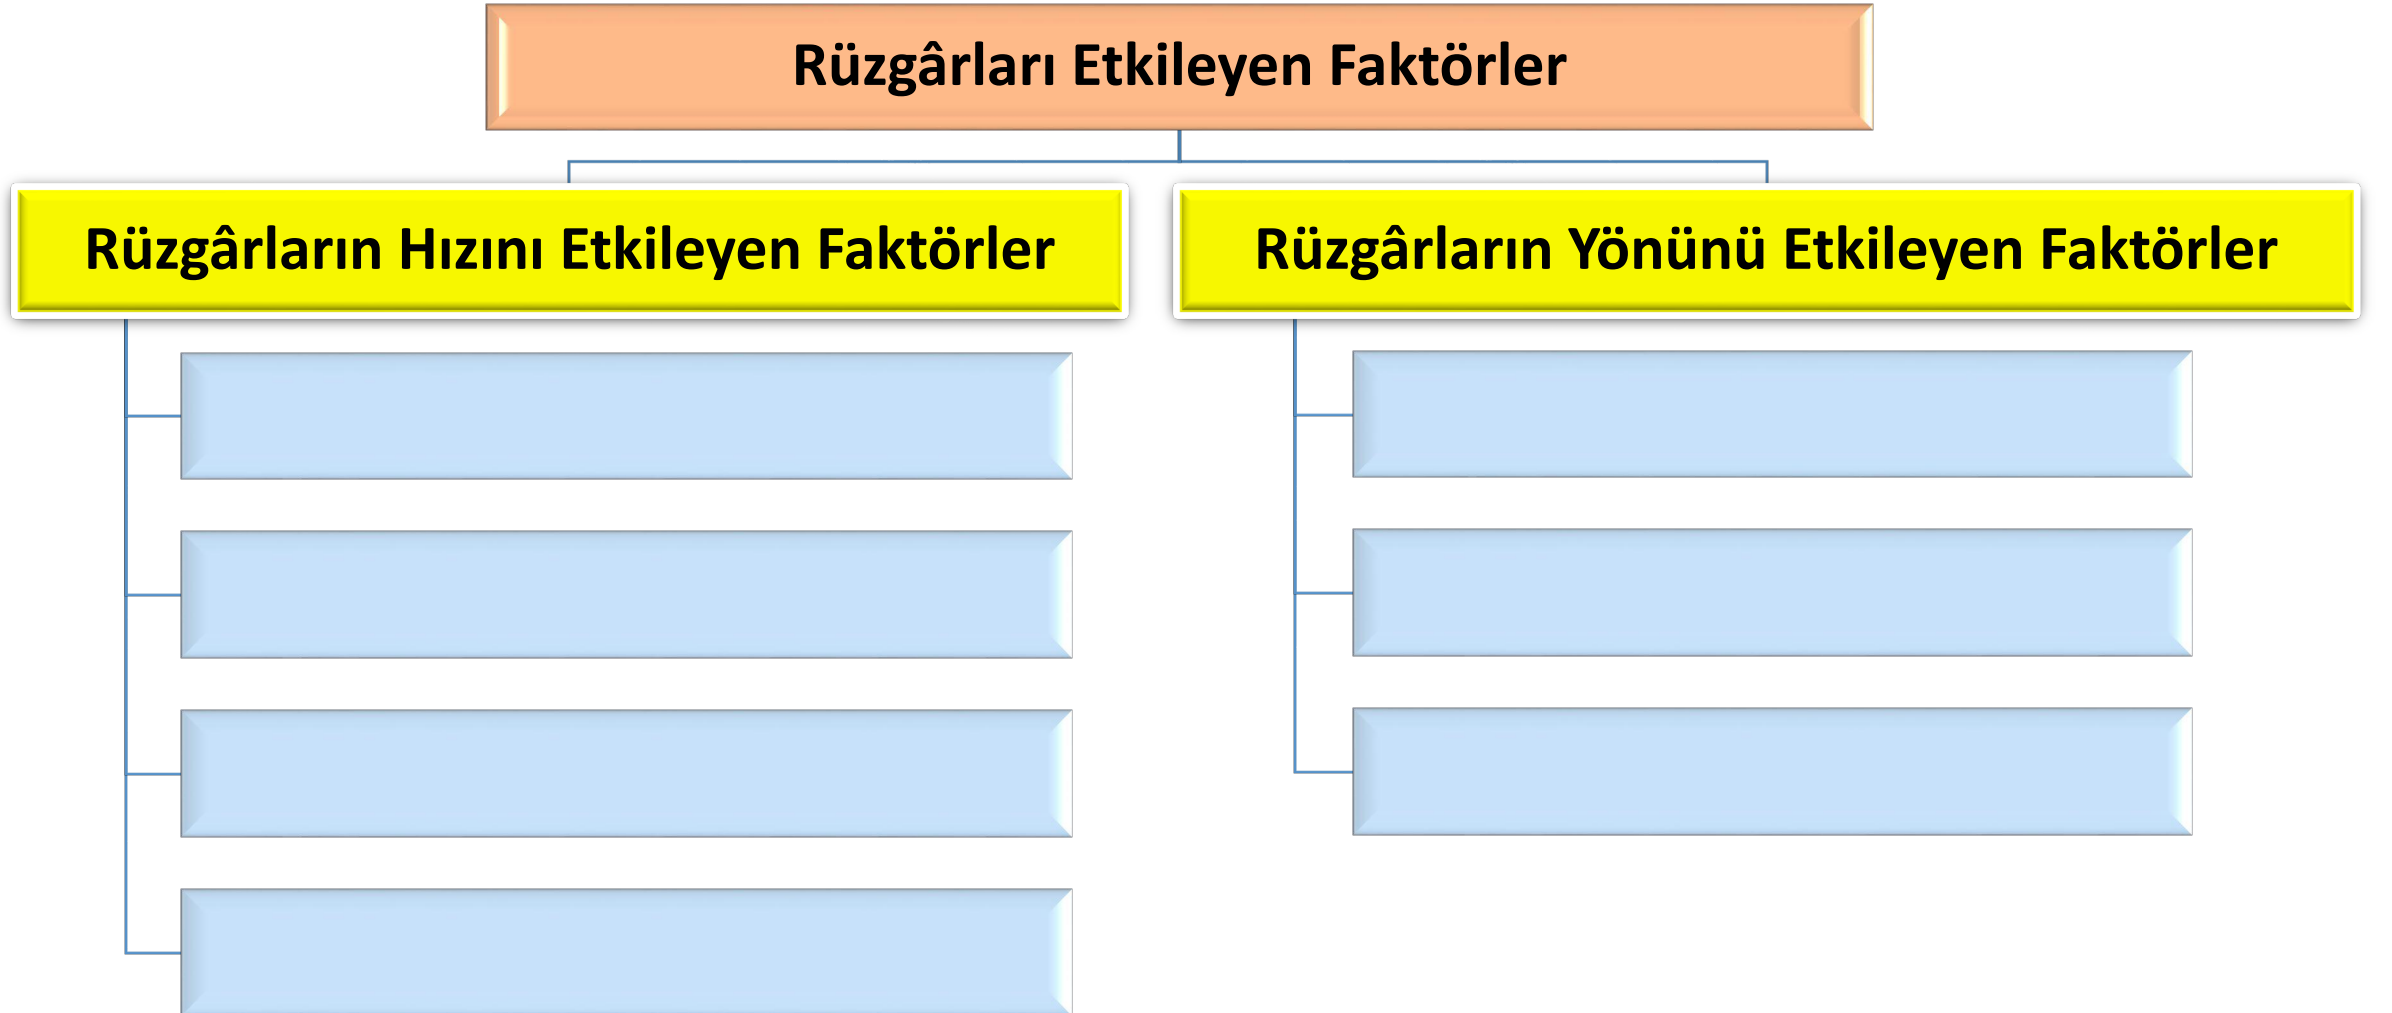 Rüzgârları Etkileyen Faktörler
Rüzgârların Hızını Etkileyen Faktörler
Rüzgârların Yönünü Etkileyen Faktörler